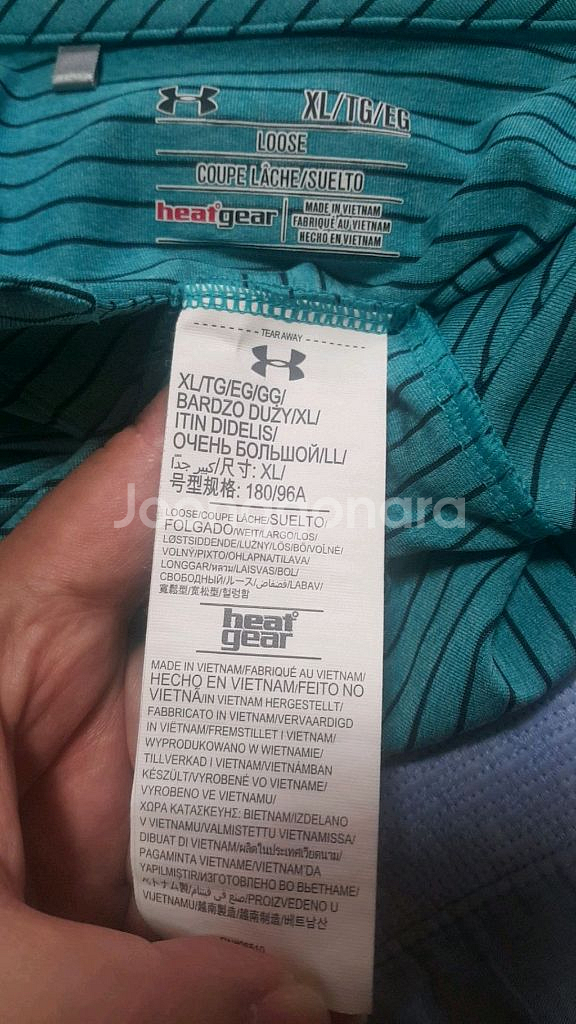 XL/TG/EG
LOOSE
COUPE LÂCHE/SUELTO
heatgear
MADE IN VIETNAM
FABRIQUÉ AU VIETNAM
HECHO EN VIETNAM
TEAR AWAY
XL/TG/EG/GG/
BARDZO DUŻY/XL/
ITIN DIDELIS/
ОЧЕНЬ БОЛЬШОЙ/LL/
كبير جدًا/尺寸: XL/
号型规格: 180/96A
LOOSE/COUPE LÂCHE/SUELTO/
FOLGADO/WEIT/LARGO/LÖS/
LØSTSIDDENDE/LUŹNY/LÖS/BŐ/VOLNÉ/
VOLNÝ/PIXTO/OHLAPNA/TILAVA/
LONGGAR/หลวม/LAISVAS/BOL/
СВОБОДНЫЙ/ルース/فضفاض/LABAV/
寬鬆型/宽松型/헐렁함
heat
gear
MADE IN VIETNAM/FABRIQUÉ AU VIETNAM/
HECHO EN VIETNAM/FEITO NO
VIETNÃ/IN VIETNAM HERGESTELLT/
FABBRICATO IN VIETNAM/VERVAARDIGD
IN VIETNAM/FREMSTILLET I VIETNAM/
WYPRODUKOWANO W WIETNAMIE/
TILLVERKAD I VIETNAM/VIETNÁMBAN
KÉSZÜLT/VYROBENÉ VO VIETNAME/
VYROBENO VE VIETNAMU/
ΧΩΡΑ ΚΑΤΑΣΚΕΥΗΣ: ΒΙΕΤΝΑΜ/IZDELANO
V VIETNAMU/VALMISTETTU VIETNAMISSA/
DIBUAT DI VIETNAM/ผลิตในประเทศเวียดนาม/
PAGAMINTA VIETNAME/VIETNAM'DA
YAPILMIŞTIR/ИЗГОТОВЛЕНО ВО ВЬЕТНАМЕ/
ベトナム製/صنع في فيتنام/PROIZVEDENO U
VIJETNAMU/越南製造/越南制造/베트남산